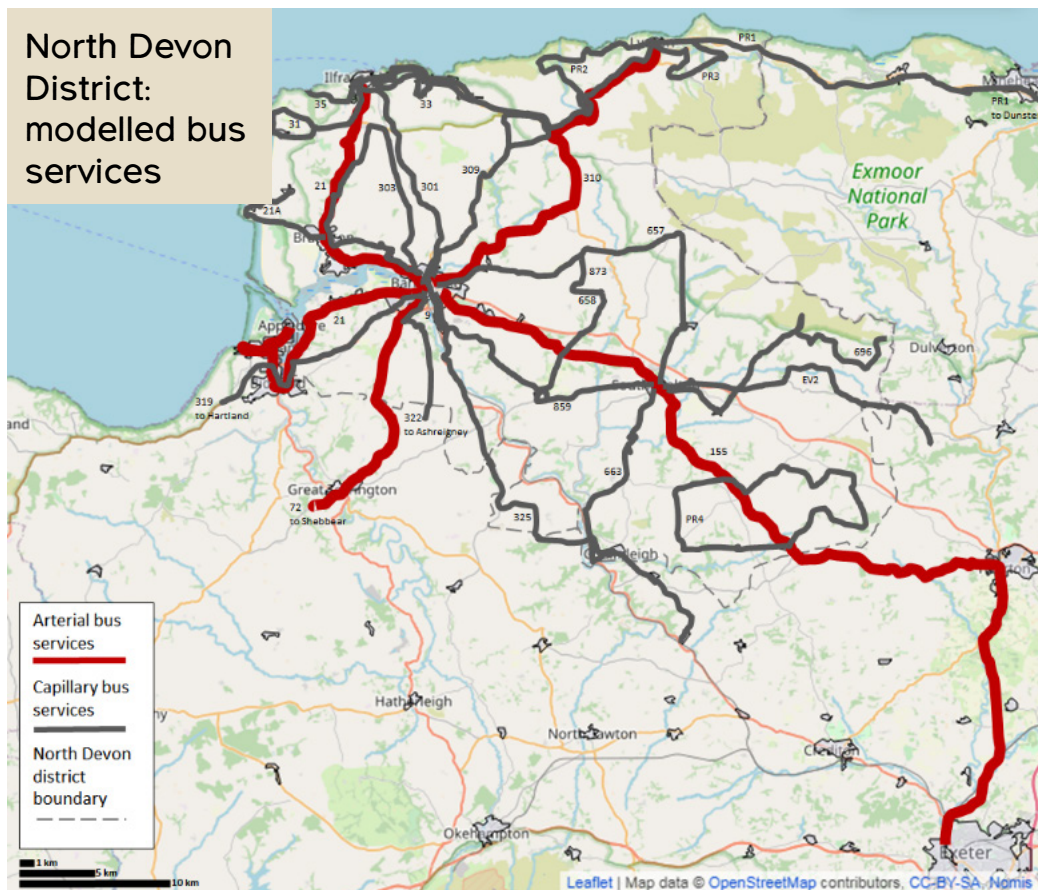 North Devon
District:
modelled bus
services
PR1
PR2
PR3
35
33
31
PR1
to Dunster
309
303
301
310
21
Exmoor
National
Park
21A
657
873
658
21
9
696
Dulverton
EV2
319
to Hartland
859
322
to Ashreigney
155
663
72
to Shebbear
325
PR4
Arterial bus
services
Capillary bus
services
North Devon
district
boundary
Okehampton
Exeter
1 km
5 km
10 km
Leaflet | Map data © OpenStreetMap contributors, CC-BY-SA, Nomis